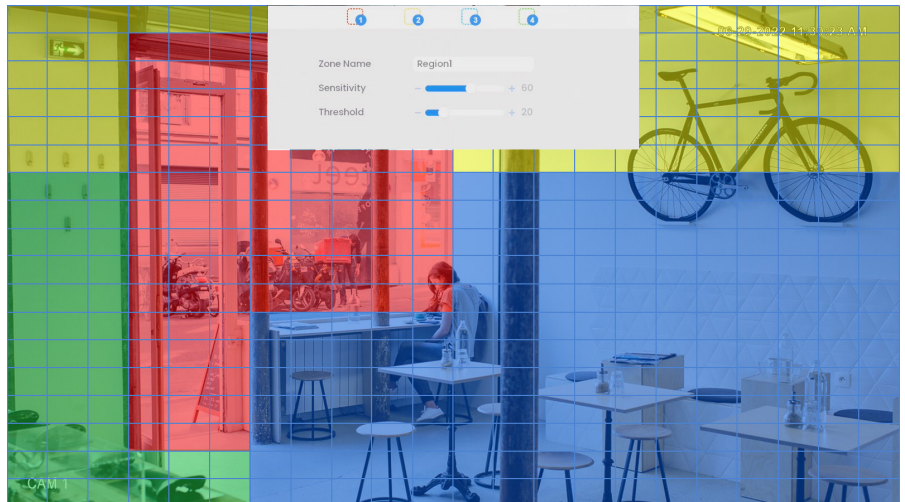 1 2 3 4
Zone Name Region1
Sensitivity - + 60
Threshold - + 20
CAM 1